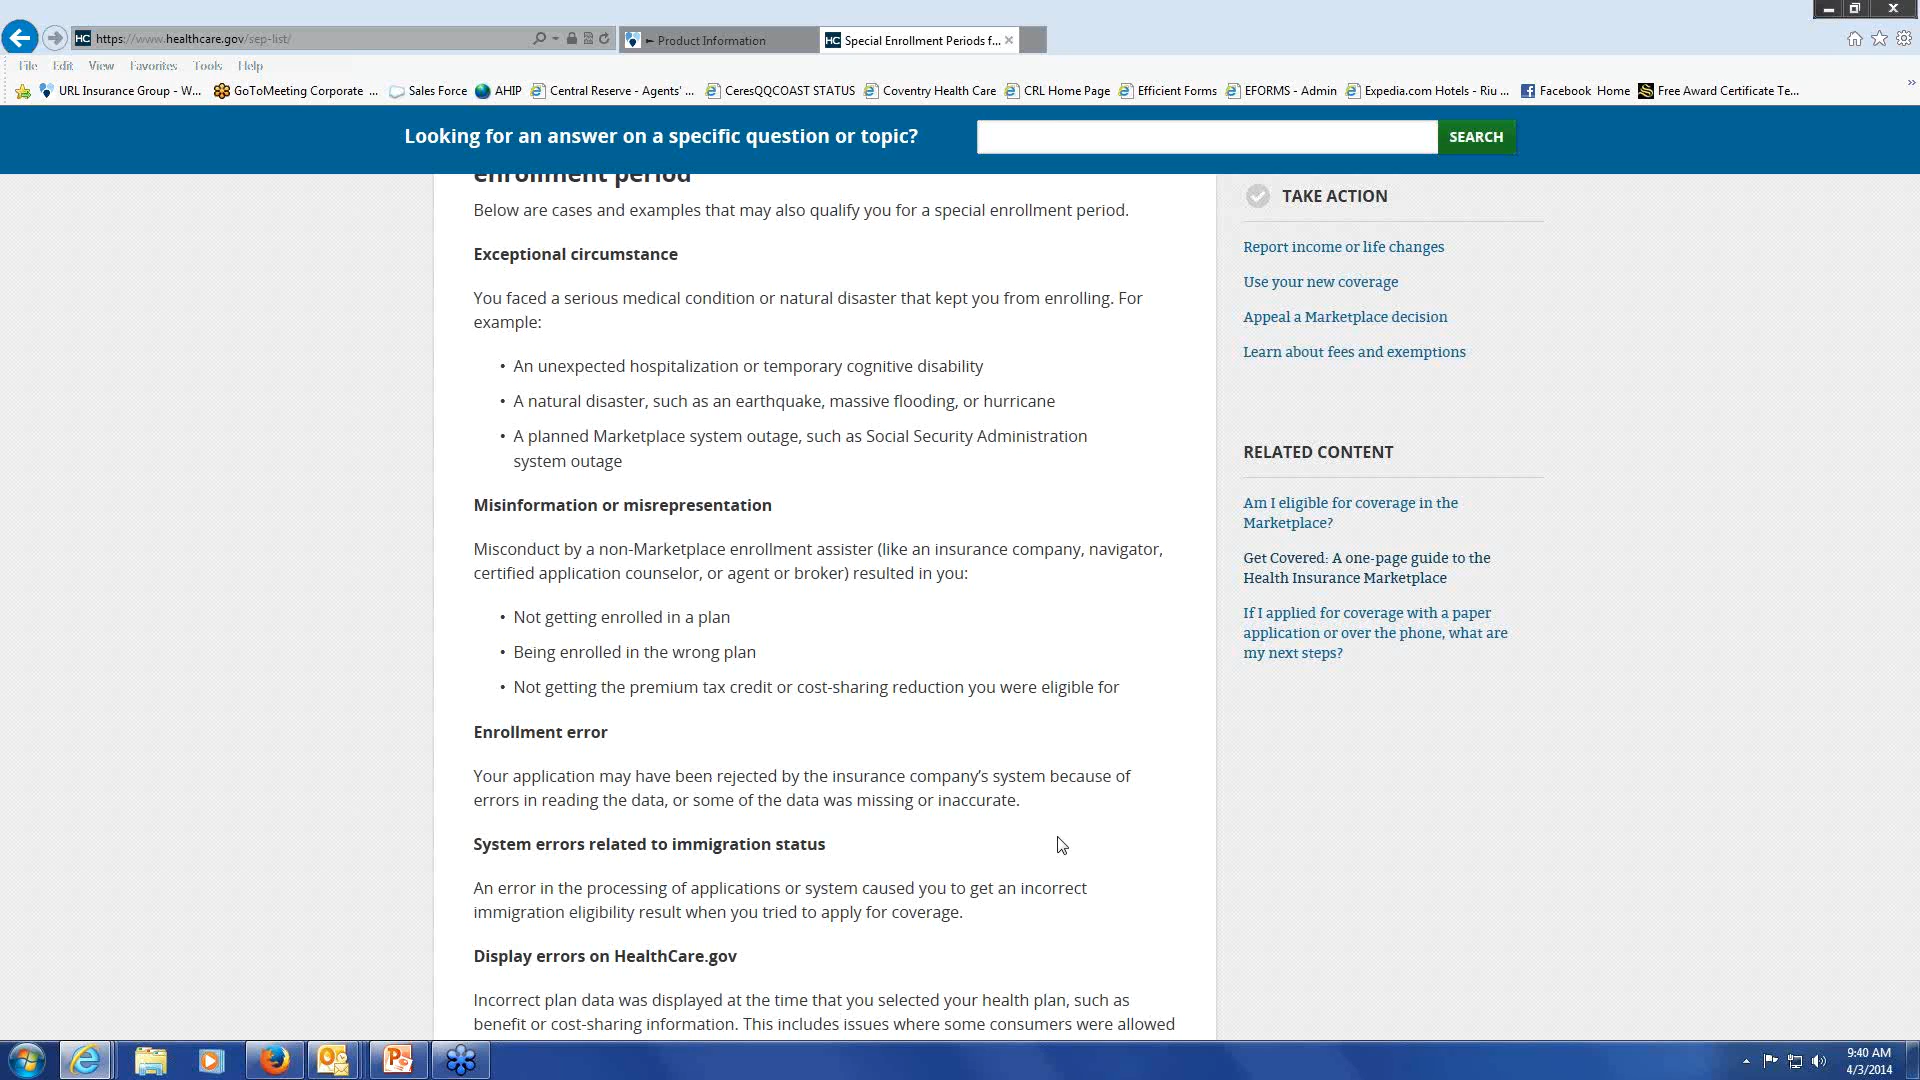 HC https://www.healthcare.gov/sep-list/
Product Information
HC Special Enrollment Periods f...
File Edit View Favorites Tools Help
URL Insurance Group - W... GoToMeeting Corporate ... Sales Force AHIP Central Reserve - Agents' ... CeresQQCOAST STATUS Coventry Health Care CRL Home Page Efficient Forms EFORMS - Admin Expedia.com Hotels - Riu ... Facebook Home Free Award Certificate Te...
Looking for an answer on a specific question or topic? SEARCH
enrollment period
Below are cases and examples that may also qualify you for a special enrollment period.
Exceptional circumstance
You faced a serious medical condition or natural disaster that kept you from enrolling. For
example:
• An unexpected hospitalization or temporary cognitive disability
• A natural disaster, such as an earthquake, massive flooding, or hurricane
• A planned Marketplace system outage, such as Social Security Administration
system outage
Misinformation or misrepresentation
Misconduct by a non-Marketplace enrollment assister (like an insurance company, navigator,
certified application counselor, or agent or broker) resulted in you:
• Not getting enrolled in a plan
• Being enrolled in the wrong plan
• Not getting the premium tax credit or cost-sharing reduction you were eligible for
Enrollment error
Your application may have been rejected by the insurance company's system because of
errors in reading the data, or some of the data was missing or inaccurate.
System errors related to immigration status
An error in the processing of applications or system caused you to get an incorrect
immigration eligibility result when you tried to apply for coverage.
Display errors on HealthCare.gov
Incorrect plan data was displayed at the time that you selected your health plan, such as
benefit or cost-sharing information. This includes issues where some consumers were allowed
TAKE ACTION
Report income or life changes
Use your new coverage
Appeal a Marketplace decision
Learn about fees and exemptions
RELATED CONTENT
Am I eligible for coverage in the
Marketplace?
Get Covered: A one-page guide to the
Health Insurance Marketplace
If I applied for coverage with a paper
application or over the phone, what are
my next steps?
9:40 AM
4/3/2014